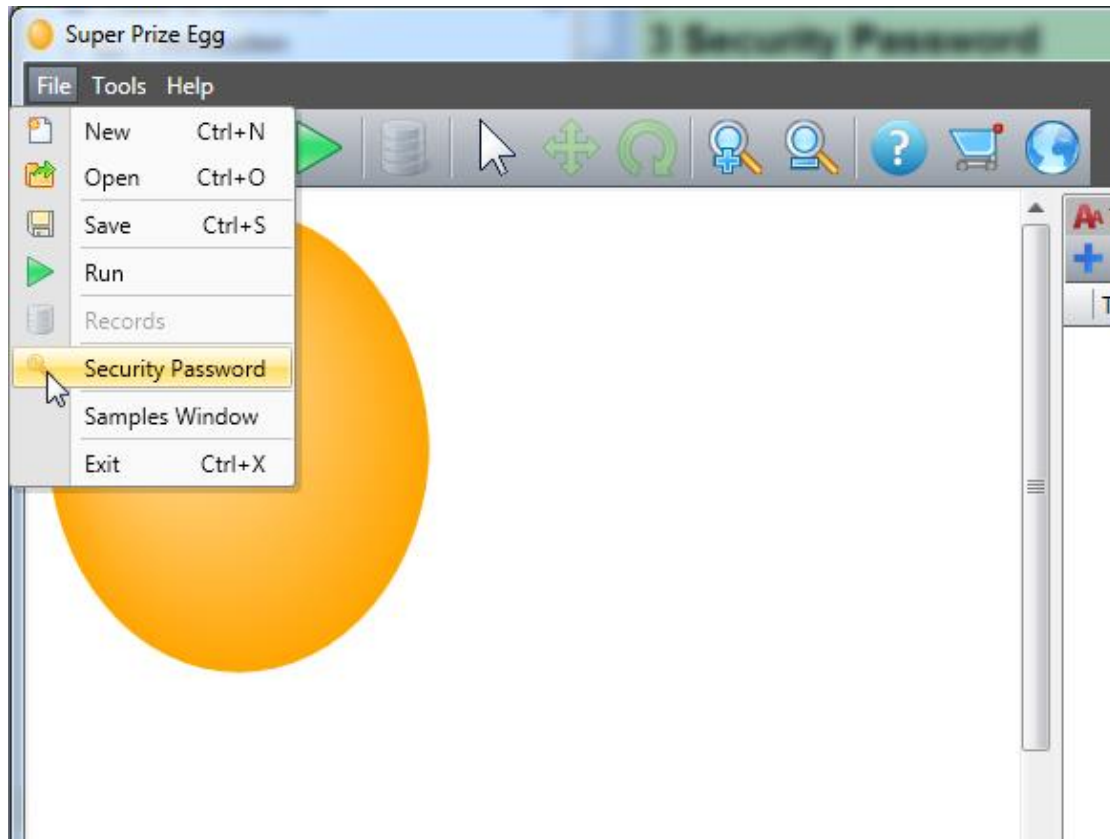 Super Prize Egg
3 Security Password
File Tools Help
New Ctrl+N
Open Ctrl+O
Save Ctrl+S
Run
Records
Security Password
Samples Window
Exit Ctrl+X